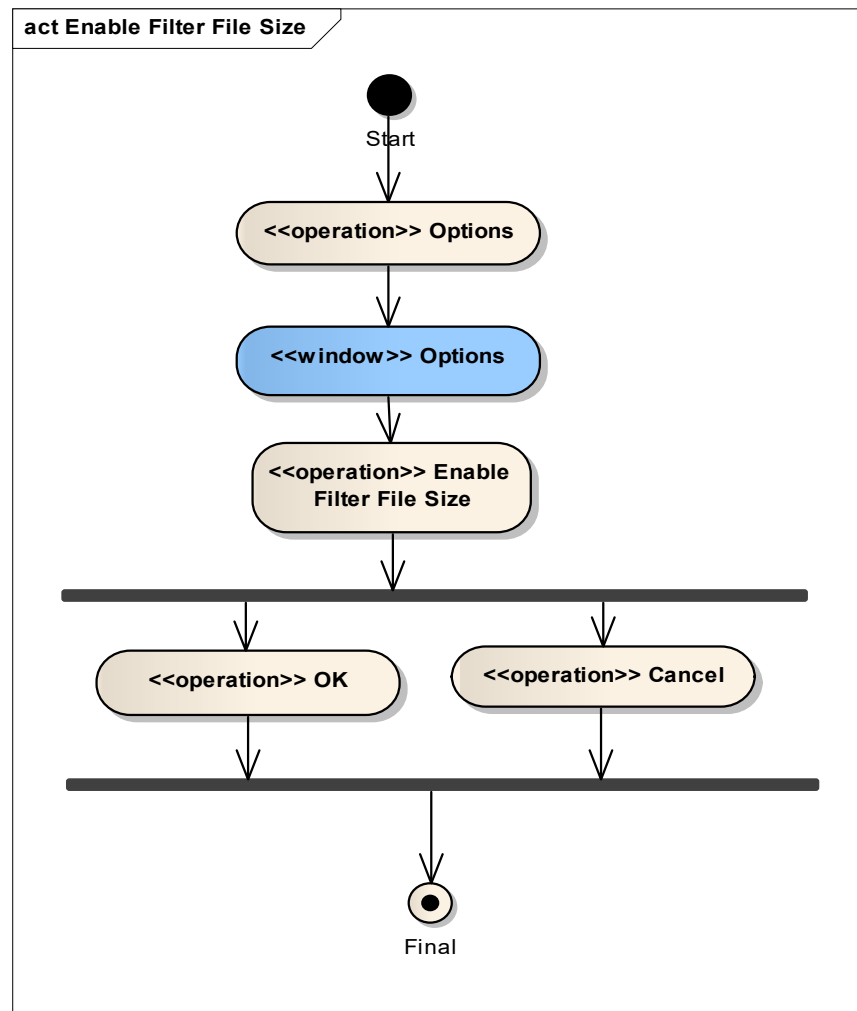 act Enable Filter File Size
Start
<<operation>> Options
<<window>> Options
<<operation>> Enable
Filter File Size
<<operation>> OK
<<operation>> Cancel
Final